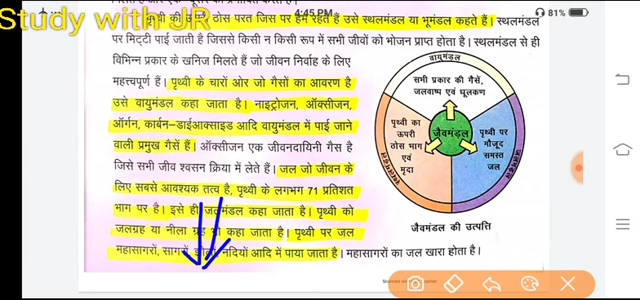 Study with JR
4:45 PM
81%
पृथ्वी की ठोस परत जिस पर हम रहते हैं उसे स्थलमंडल या भूमंडल कहते हैं। स्थलमंडल
पर मिट्टी पाई जाती है जिससे किसी न किसी रूप में सभी जीवों को भोजन प्राप्त होता है। स्थलमंडल से ही
विभिन्न प्रकार के खनिज मिलते हैं जो जीवन निर्वाह के लिए
महत्त्वपूर्ण हैं। पृथ्वी के चारों ओर जो गैसों का आवरण है
उसे वायुमंडल कहा जाता है। नाइट्रोजन, ऑक्सीजन,
ऑर्गन, कार्बन-डाईआक्साइड आदि वायुमंडल में पाई जाने
वाली प्रमुख गैसें हैं। ऑक्सीजन एक जीवनदायिनी गैस है
जिसे सभी जीव श्वसन क्रिया में लेते हैं। जल जो जीवन के
लिए सबसे आवश्यक तत्व है, पृथ्वी के लगभग 71 प्रतिशत
भाग पर है। इसे ही जलमंडल कहा जाता है। पृथ्वी को
जलग्रह या नीला ग्रह भी कहा जाता है। पृथ्वी पर जल
महासागरों, सागरों, नदियों आदि में पाया जाता है। महासागरों का जल खारा होता है।
वायुमंडल
सभी प्रकार की गैसें,
जलवाष्प एवं धूलकण
पृथ्वी का
ऊपरी
ठोस भाग
एवं
मृदा
जैवमंडल
पृथ्वी पर
मौजूद
समस्त
जल
स्थलमंडल
जलमंडल
जैवमंडल की उत्पत्ति